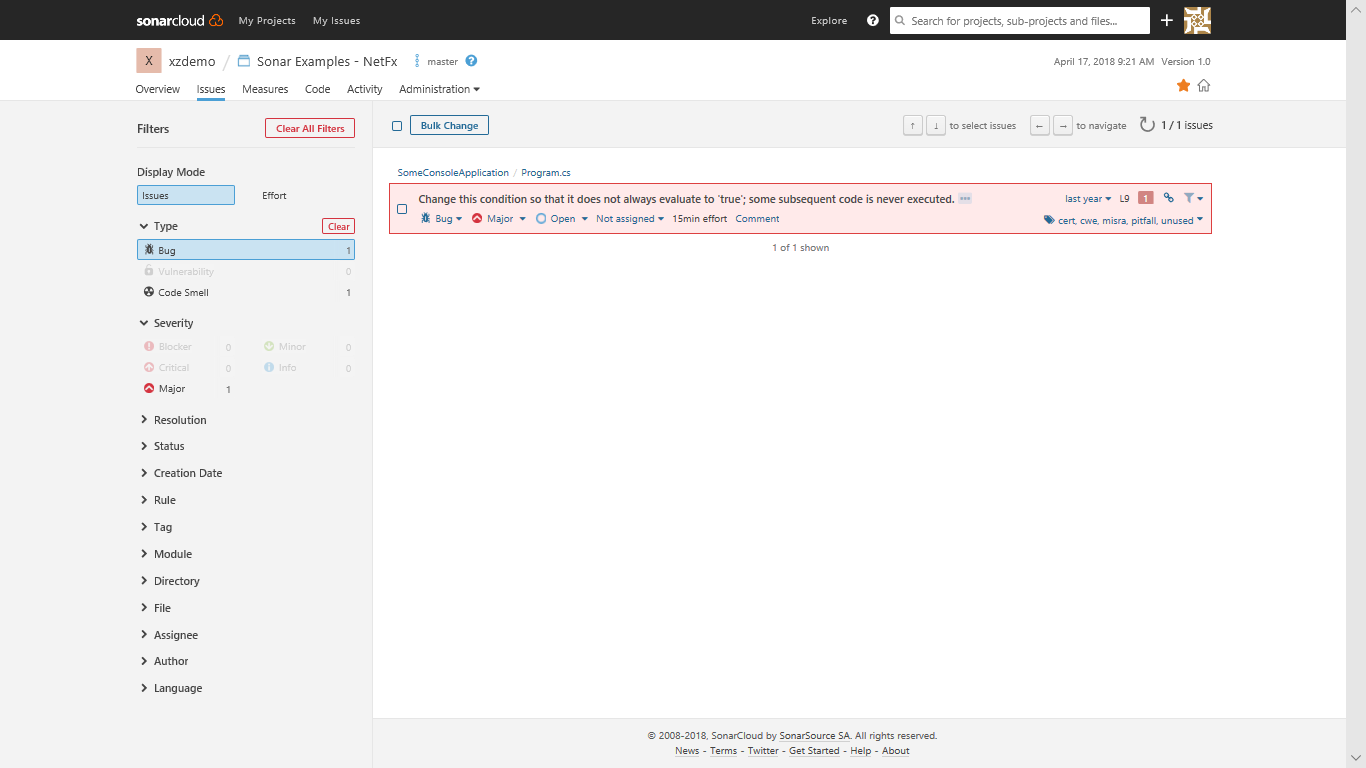 sonarcloud My Projects My Issues Explore Search for projects, sub-projects and files...
X xzdemo / Sonar Examples - NetFx master April 17, 2018 9:21 AM Version 1.0
Overview Issues Measures Code Activity Administration
Filters Clear All Filters Bulk Change ↑ ↓ to select issues ← → to navigate 1 / 1 issues
Display Mode
Issues Effort
Type Clear
Bug 1
Vulnerability 0
Code Smell 1
Severity
Blocker 0 Minor 0
Critical 0 Info 0
Major 1
Resolution
Status
Creation Date
Rule
Tag
Module
Directory
File
Assignee
Author
Language
SomeConsoleApplication / Program.cs
Change this condition so that it does not always evaluate to 'true'; some subsequent code is never executed. last year L9 1
Bug Major Open Not assigned 15min effort Comment cert, cwe, misra, pitfall, unused
1 of 1 shown
© 2008-2018, SonarCloud by SonarSource SA. All rights reserved.
News - Terms - Twitter - Get Started - Help - About